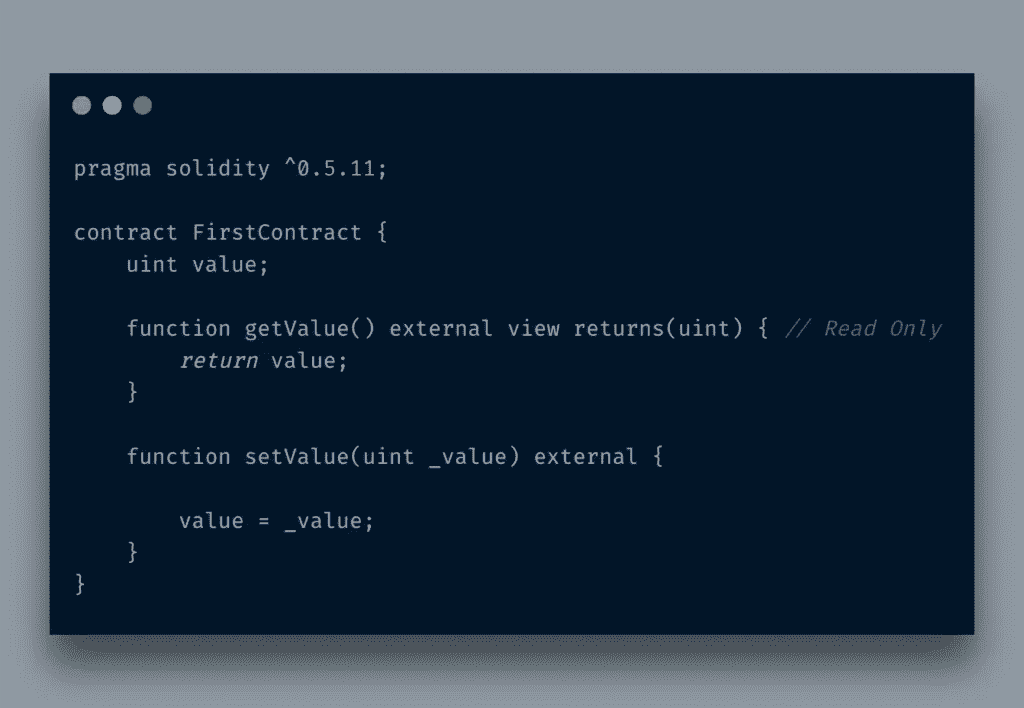 pragma solidity ^0.5.11;
contract FirstContract {
    uint value;
    function getValue() external view returns(uint) { // Read Only
        return value;
    }
    function setValue(uint _value) external {
        value = _value;
    }
}